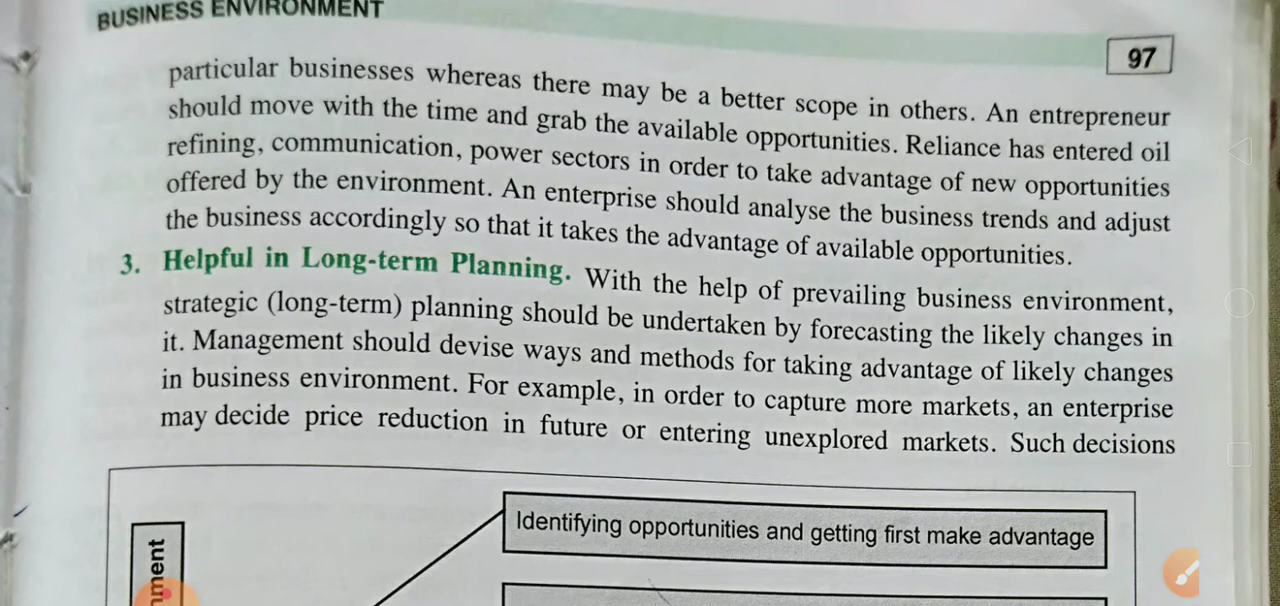 BUSINESS ENVIRONMENT
97
particular businesses whereas there may be a better scope in others. An entrepreneur
should move with the time and grab the available opportunities. Reliance has entered oil
refining, communication, power sectors in order to take advantage of new opportunities
offered by the environment. An enterprise should analyse the business trends and adjust
the business accordingly so that it takes the advantage of available opportunities.
3. Helpful in Long-term Planning. With the help of prevailing business environment,
strategic (long-term) planning should be undertaken by forecasting the likely changes in
it. Management should devise ways and methods for taking advantage of likely changes
in business environment. For example, in order to capture more markets, an enterprise
may decide price reduction in future or entering unexplored markets. Such decisions
Identifying opportunities and getting first make advantage